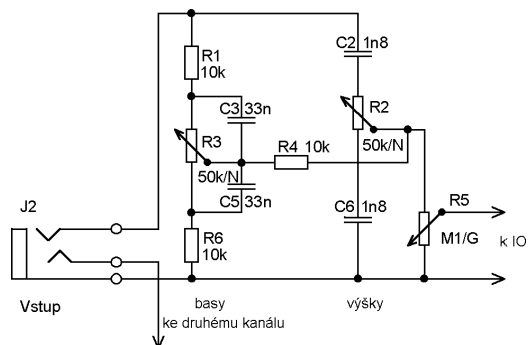 C2 1n8
R1
10k
C3 33n
R2
R3
R4 10k
50k/N
50k/N
C5 33n
C6 1n8
R5
J2
R6
10k
M1/G
k IO
Vstup
basy
výšky
ke druhému kanálu